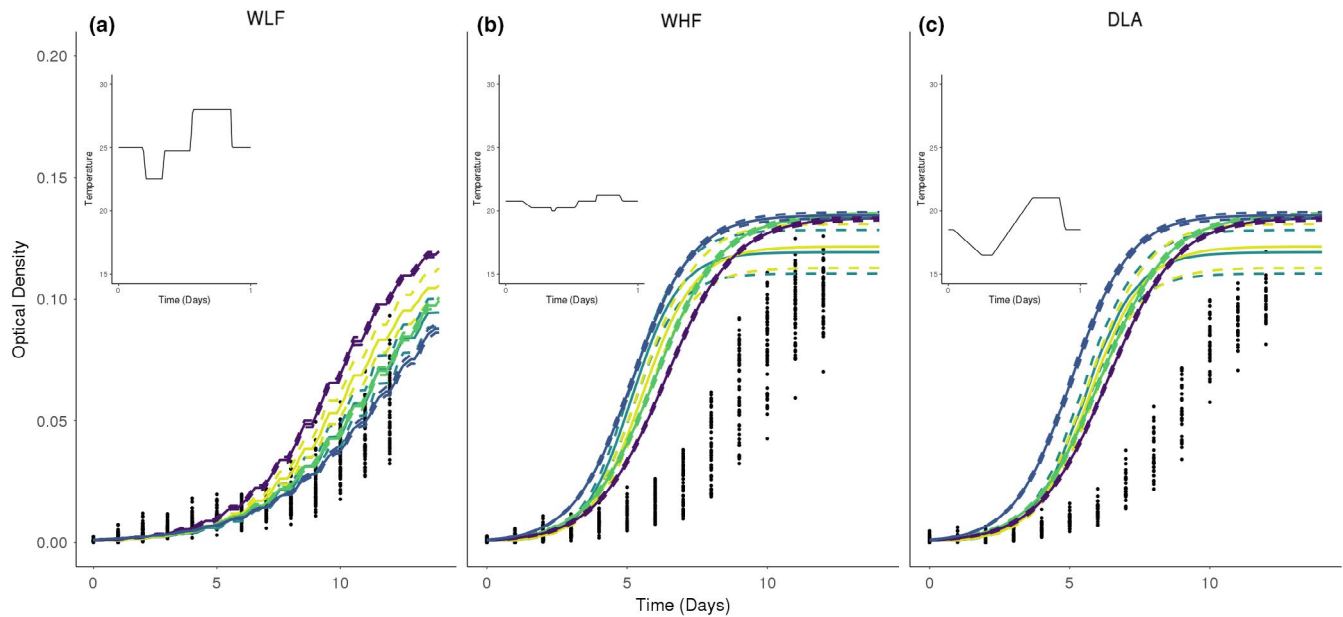 (a) WLF (b) WHF (c) DLA
0.20
0.15
0.10
0.05
0.00
Optical Density
30
25
20
15
Temperature
0 1
Time (Days)
30
25
20
15
Temperature
0 1
Time (Days)
30
25
20
15
Temperature
0 1
Time (Days)
0 5 10 0 5 10 0 5 10
Time (Days)